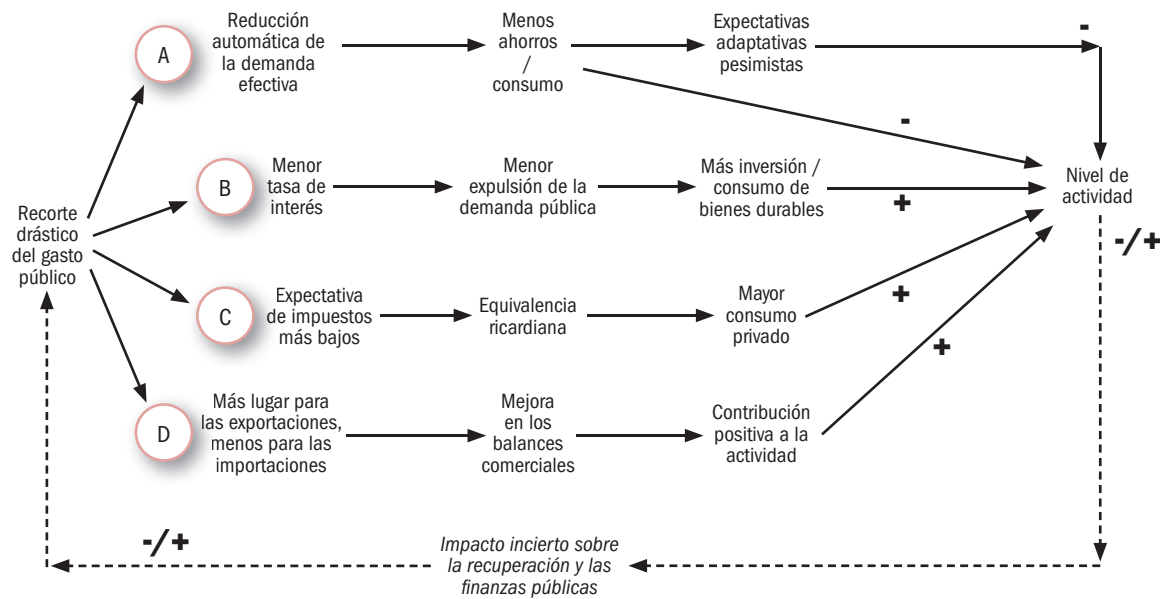 Recorte
drástico
del gasto
público
A
Reducción
automática de
la demanda
efectiva
Menos
ahorros
/
consumo
Expectativas
adaptativas
pesimistas
-
-
B
Menor
tasa de
interés
Menor
expulsión de la
demanda pública
Más inversión /
consumo de
bienes durables
+
Nivel de
actividad
-/+
C
Expectativa
de impuestos
más bajos
Equivalencia
ricardiana
Mayor
consumo
privado
+
D
Más lugar para
las exportaciones,
menos para las
importaciones
Mejora
en los
balances
comerciales
Contribución
positiva a la
actividad
+
-/+
Impacto incierto sobre
la recuperación y las
finanzas públicas